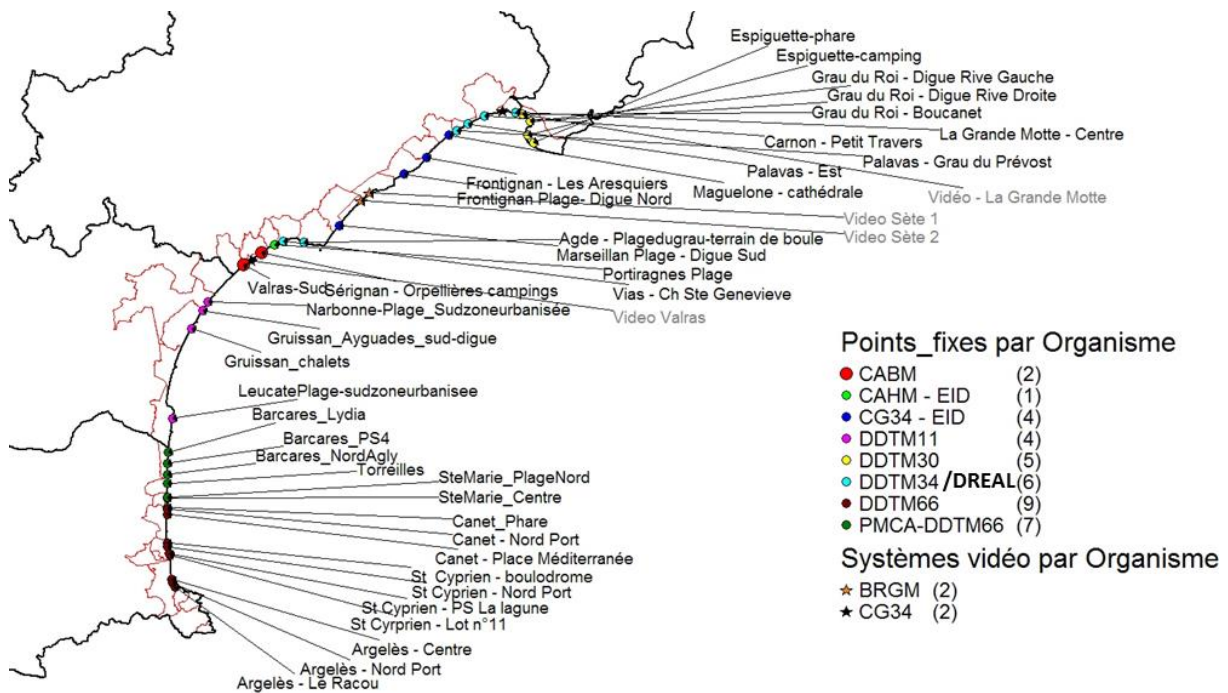 Espiguette-phare
Espiguette-camping
Grau du Roi - Digue Rive Gauche
Grau du Roi - Digue Rive Droite
Grau du Roi - Boucanet
La Grande Motte - Centre
Carnon - Petit Travers
Palavas - Grau du Prévost
Palavas - Est
Maguelone - cathédrale
Vidéo - La Grande Motte
Frontignan - Les Aresquiers
Frontignan Plage- Digue Nord
Video Sète 1
Video Sète 2
Agde - Plagedugrau-terrain de boule
Marseillan Plage - Digue Sud
Portiragnes Plage
Vias - Ch Ste Genevieve
Valras-Sud
Sérignan - Orpellières campings
Video Valras
Narbonne-Plage_Sudzoneurbanisée
Gruissan_Ayguades_sud-digue
Gruissan_chalets
LeucatePlage-sudzoneurbanisee
Barcares_Lydia
Barcares_PS4
Barcares_NordAgly
Torreilles
SteMarie_PlageNord
SteMarie_Centre
Canet_Phare
Canet - Nord Port
Canet - Place Méditerranée
St Cyprien - boulodrome
St Cyprien - Nord Port
St Cyprien - PS La lagune
St Cyrprien - Lot n°11
Argelès - Centre
Argelès - Nord Port
Argelès - Le Racou
Points_fixes par Organisme
CABM (2)
CAHM - EID (1)
CG34 - EID (4)
DDTM11 (4)
DDTM30 (5)
DDTM34 /DREAL (6)
DDTM66 (9)
PMCA-DDTM66 (7)
Systèmes vidéo par Organisme
BRGM (2)
CG34 (2)